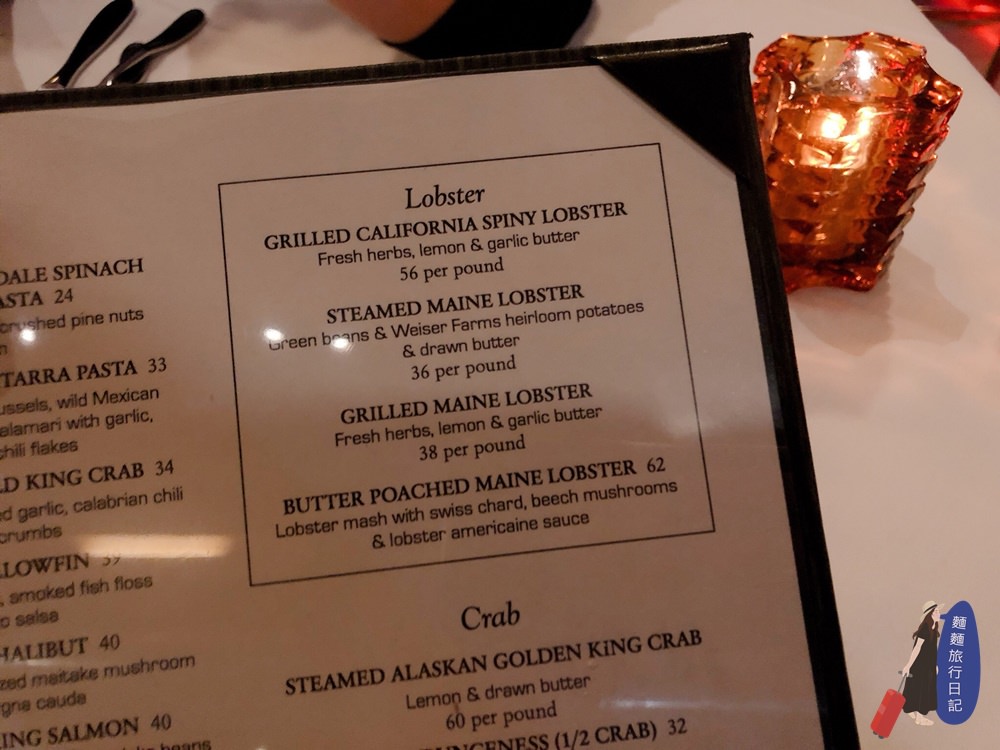 DALE SPINACH
ASTA 24
crushed pine nuts
TARRA PASTA 33
ussels, wild Mexican
alamari with garlic,
chili flakes
D KING CRAB 34
ed garlic, calabrian chili
crumbs
LOWFIN 39
, smoked fish floss
o salsa
HALIBUT 40
zed maitake mushroom
gna cauda
ING SALMON 40
beans
Lobster
GRILLED CALIFORNIA SPINY LOBSTER
Fresh herbs, lemon & garlic butter
56 per pound
STEAMED MAINE LOBSTER
Green beans & Weiser Farms heirloom potatoes
& drawn butter
36 per pound
GRILLED MAINE LOBSTER
Fresh herbs, lemon & garlic butter
38 per pound
BUTTER POACHED MAINE LOBSTER 62
Lobster mash with swiss chard, beech mushrooms
& lobster americaine sauce
Crab
STEAMED ALASKAN GOLDEN KING CRAB
Lemon & drawn butter
60 per pound
UNGENESS (1/2 CRAB) 32
麵麵旅行日記